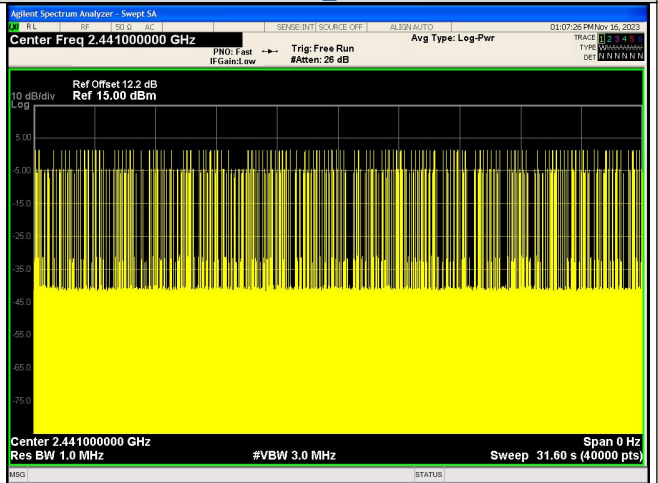 Agilent Spectrum Analyzer - Swept SA
RL RF 50 Ω AC SENSE:INT SOURCE OFF ALIGN AUTO 01:07:26 PM Nov 16, 2023
Center Freq 2.441000000 GHz Avg Type: Log-Pwr TRACE 1 2 3 4 5 6
PNO: Fast Trig: Free Run TYPE
IFGain:Low #Atten: 26 dB DET N N N N N N
Ref Offset 12.2 dB
10 dB/div Ref 15.00 dBm
Log
5.00
-5.00
-15.0
-25.0
-35.0
-45.0
-55.0
-65.0
-75.0
Center 2.441000000 GHz Span 0 Hz
Res BW 1.0 MHz #VBW 3.0 MHz Sweep 31.60 s (40000 pts)
MSG STATUS